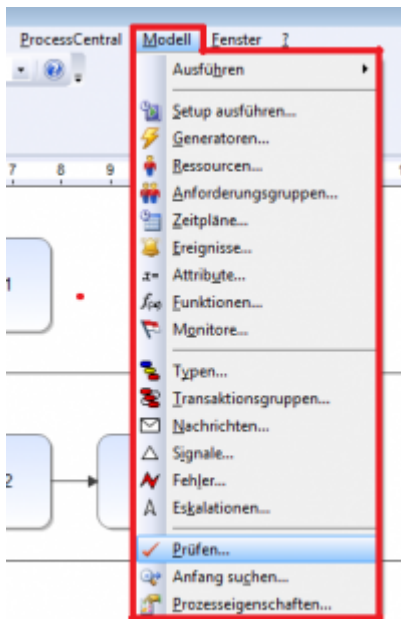 ProcessCentral Modell Fenster ?
Ausführen
Setup ausführen...
Generatoren...
7 8 9
Ressourcen...
Anforderungsgruppen...
Zeitpläne...
Ereignisse...
1
x= Attribute...
f(x) Funktionen...
Monitore...
Typen...
Transaktionsgruppen...
Nachrichten...
2
Signale...
Fehler...
Eskalationen...
Prüfen...
Anfang suchen...
Prozesseigenschaften...